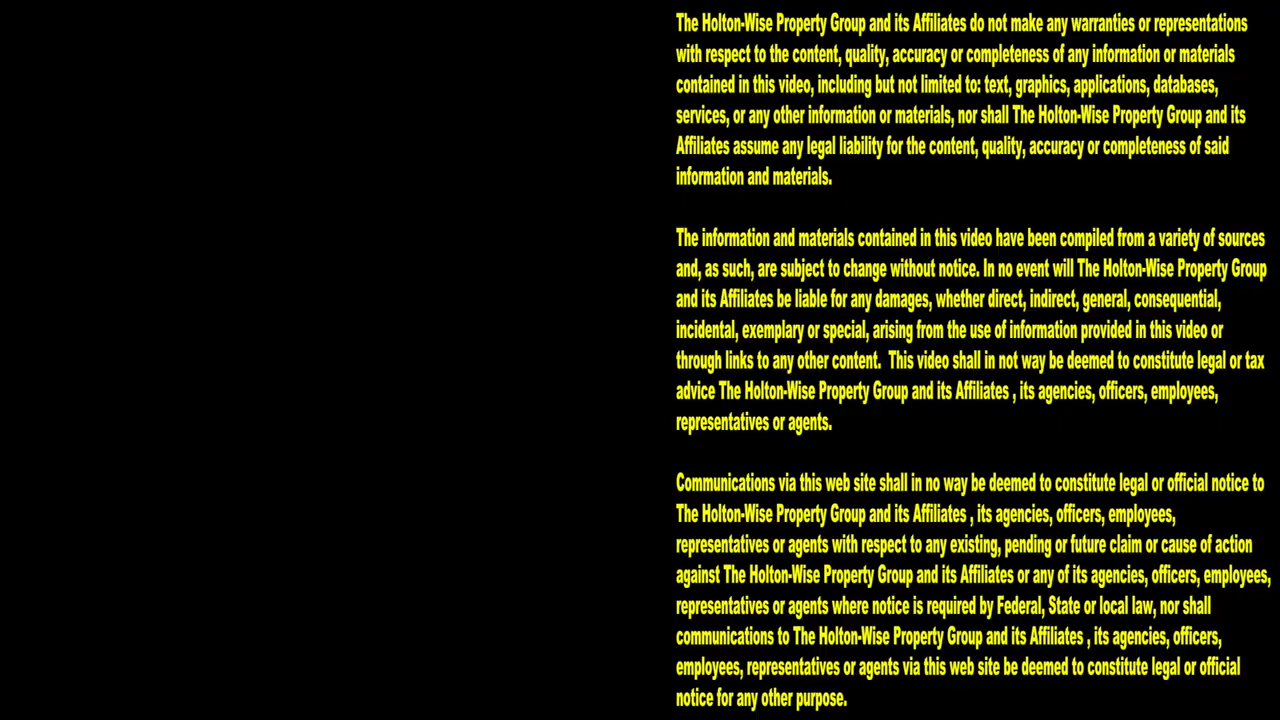 The Holton-Wise Property Group and its Affiliates do not make any warranties or representations
with respect to the content, quality, accuracy or completeness of any information or materials
contained in this video, including but not limited to: text, graphics, applications, databases,
services, or any other information or materials, nor shall The Holton-Wise Property Group and its
Affiliates assume any legal liability for the content, quality, accuracy or completeness of said
information and materials.
The information and materials contained in this video have been compiled from a variety of sources
and, as such, are subject to change without notice. In no event will The Holton-Wise Property Group
and its Affiliates be liable for any damages, whether direct, indirect, general, consequential,
incidental, exemplary or special, arising from the use of information provided in this video or
through links to any other content.  This video shall in not way be deemed to constitute legal or tax
advice The Holton-Wise Property Group and its Affiliates , its agencies, officers, employees,
representatives or agents.
Communications via this web site shall in no way be deemed to constitute legal or official notice to
The Holton-Wise Property Group and its Affiliates , its agencies, officers, employees,
representatives or agents with respect to any existing, pending or future claim or cause of action
against The Holton-Wise Property Group and its Affiliates or any of its agencies, officers, employees,
representatives or agents where notice is required by Federal, State or local law, nor shall
communications to The Holton-Wise Property Group and its Affiliates , its agencies, officers,
employees, representatives or agents via this web site be deemed to constitute legal or official
notice for any other purpose.